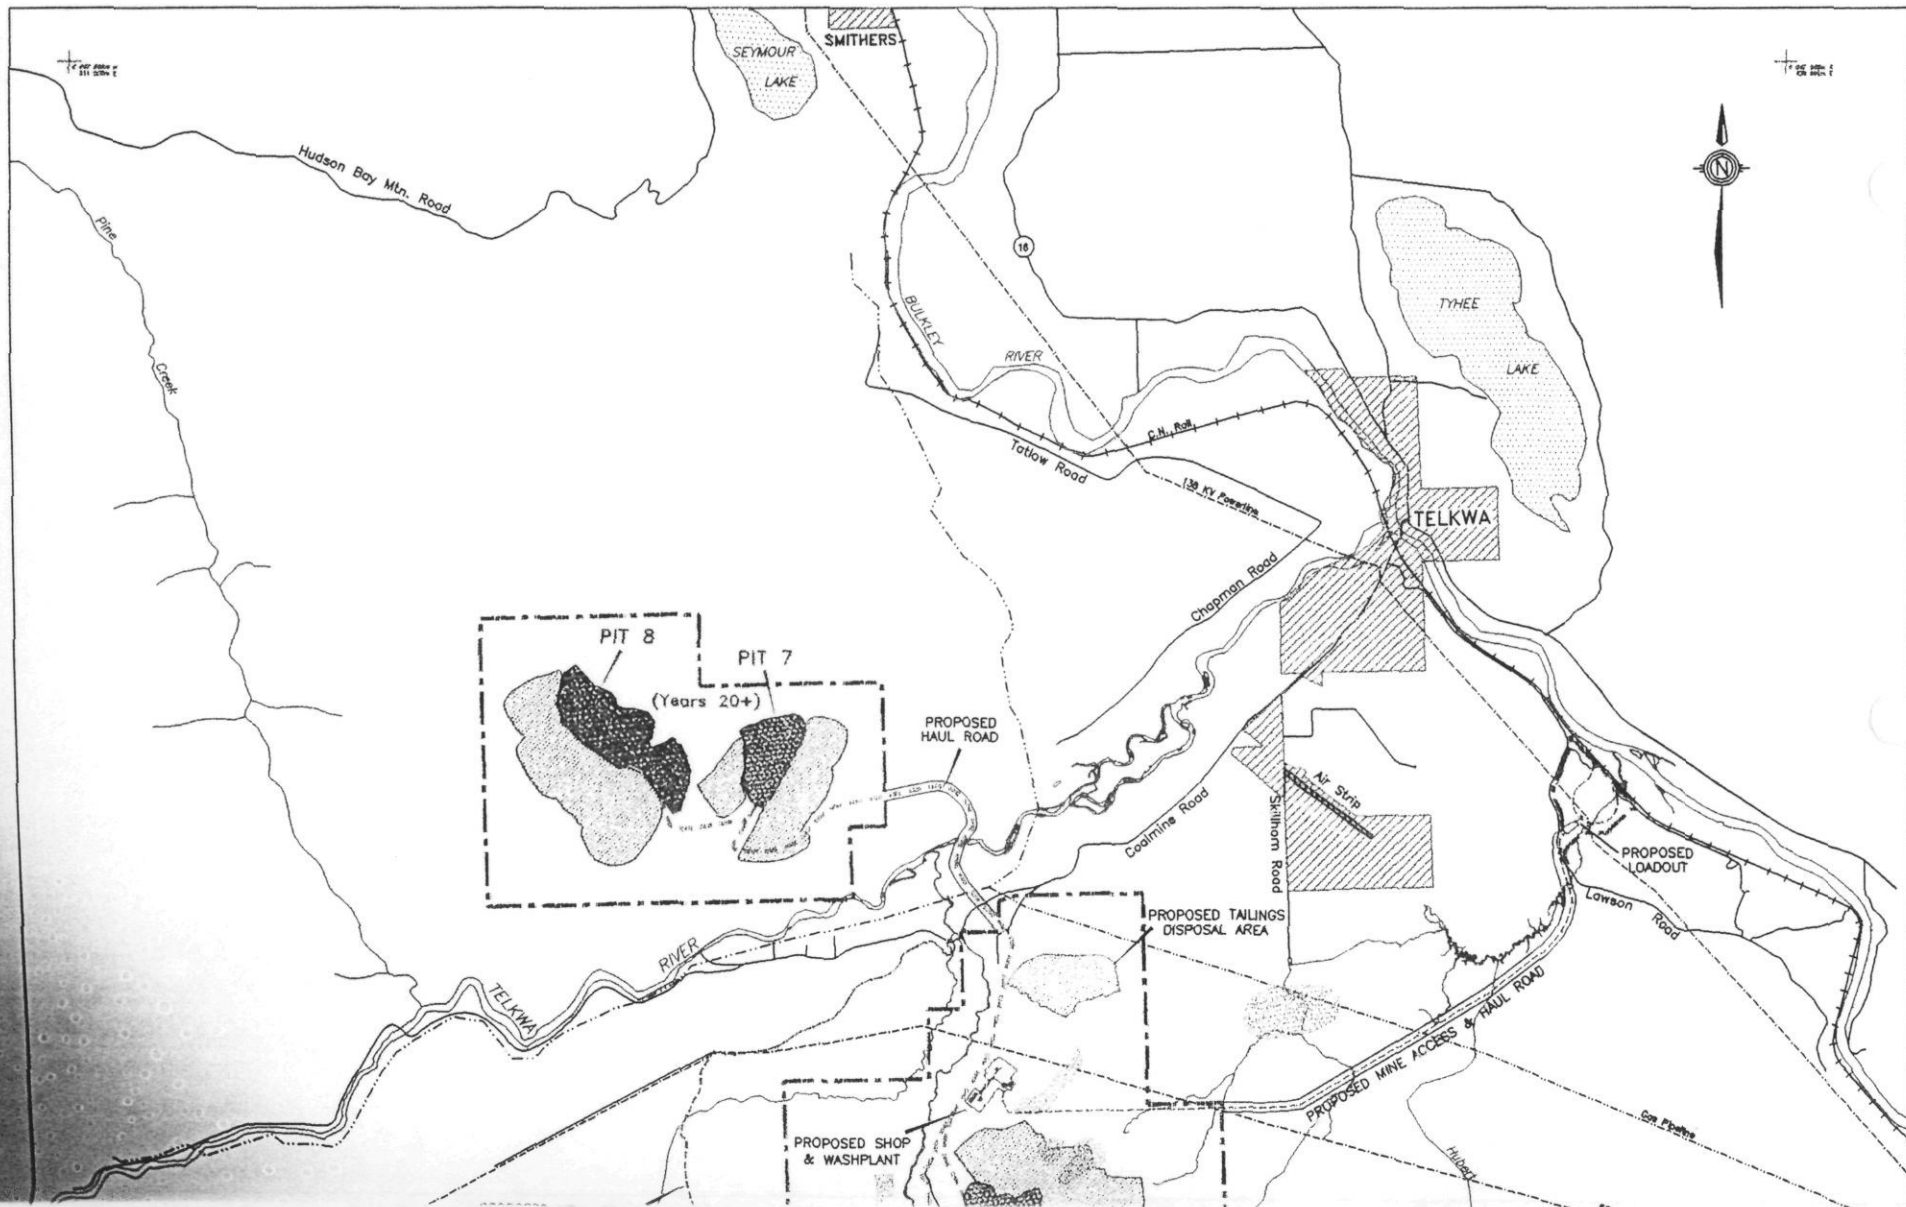 SMITHERS
SEYMOUR
LAKE
Hudson Bay Mtn. Road
N
16
Pine
Creek
TYHEE
LAKE
BULKLEY
RIVER
C.N. Rail
Tatlow Road
138 KV Powerline
TELKWA
Chapman Road
PIT 8
PIT 7
(Years 20+)
PROPOSED
HAUL ROAD
Air Strip
Coalmine Road
Skillhorn Road
PROPOSED
LOADOUT
Lawson Road
PROPOSED TAILINGS
DISPOSAL AREA
TELKWA
RIVER
PROPOSED MINE ACCESS & HAUL ROAD
Gas Pipeline
PROPOSED SHOP
& WASHPLANT
Hubert